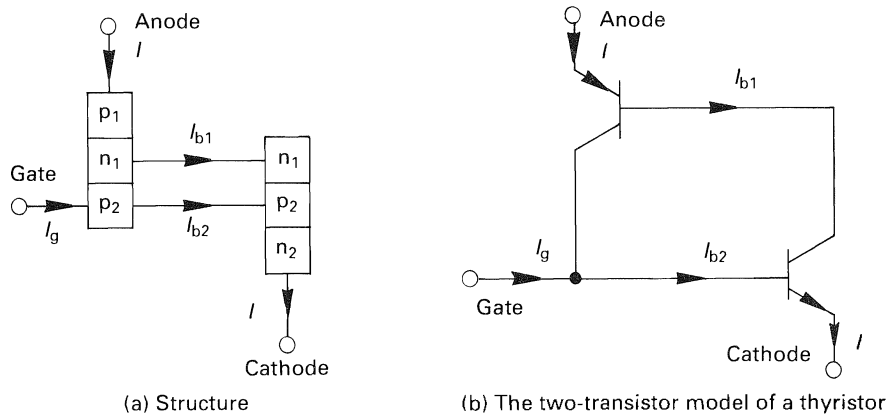 Anode
I
p1
n1
p2
Gate
Ig
Ib1
Ib2
n1
p2
n2
I
Cathode
(a) Structure
Anode
I
Ib1
Ig
Ib2
Gate
I
Cathode
(b) The two-transistor model of a thyristor